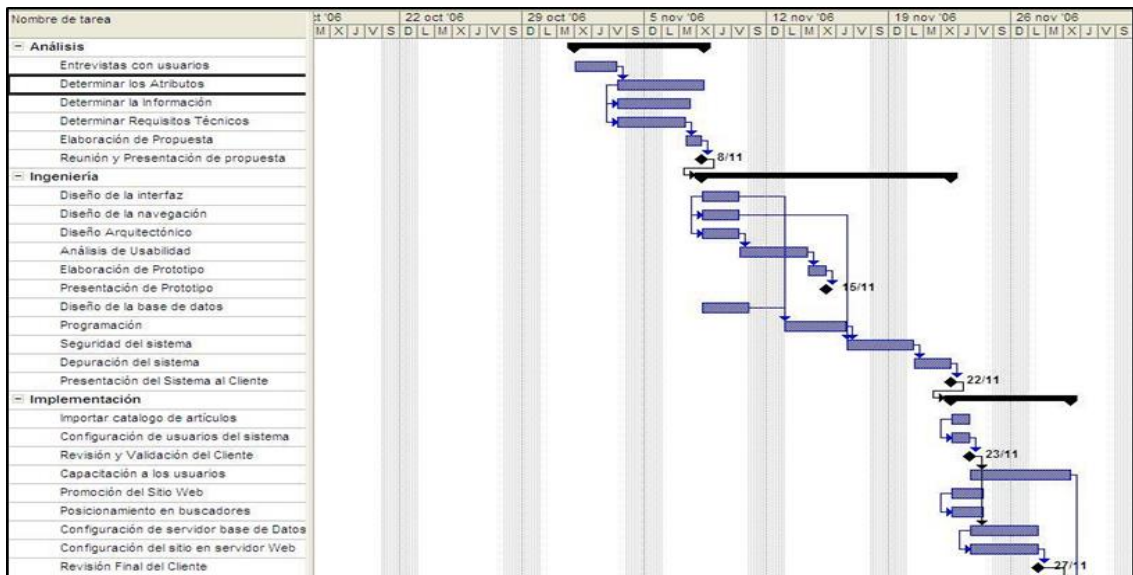 Nombre de tarea
ct '06 22 oct '06 29 oct '06 5 nov '06 12 nov '06 19 nov '06 26 nov '06
M X J V S D L M X J V S D L M X J V S D L M X J V S D L M X J V S D L M X J V S D L M X J V S
Análisis
Entrevistas con usuarios
Determinar los Atributos
Determinar la Información
Determinar Requisitos Técnicos
Elaboración de Propuesta
Reunión y Presentación de propuesta 8/11
Ingeniería
Diseño de la interfaz
Diseño de la navegación
Diseño Arquitectónico
Análisis de Usabilidad
Elaboración de Prototipo
Presentación de Prototipo 15/11
Diseño de la base de datos
Programación
Seguridad del sistema
Depuración del sistema
Presentación del Sistema al Cliente 22/11
Implementación
Importar catalogo de artículos
Configuración de usuarios del sistema
Revisión y Validación del Cliente 23/11
Capacitación a los usuarios
Promoción del Sitio Web
Posicionamiento en buscadores
Configuración de servidor base de Datos
Configuración del sitio en servidor Web
Revisión Final del Cliente 27/11